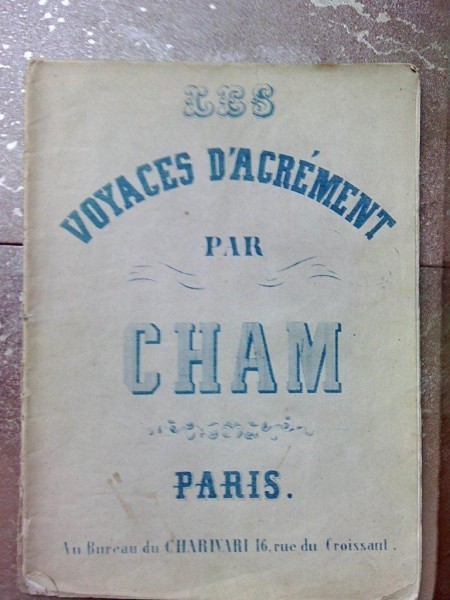 LES
VOYAGES D'AGRÉMENT
PAR
CHAM
PARIS.
Au Bureau du CHARIVARI 16, rue du Croissant.